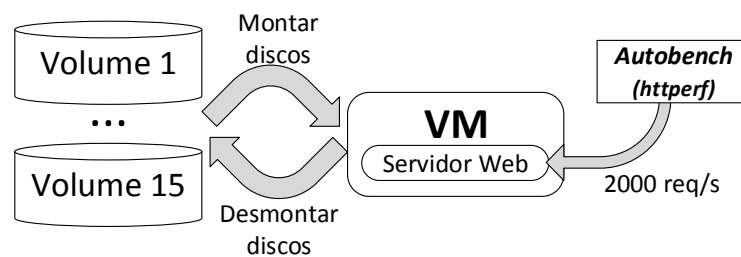 Volume 1
...
Volume 15
Montar
discos
Desmontar
discos
VM
Servidor Web
Autobench
(httperf)
2000 req/s